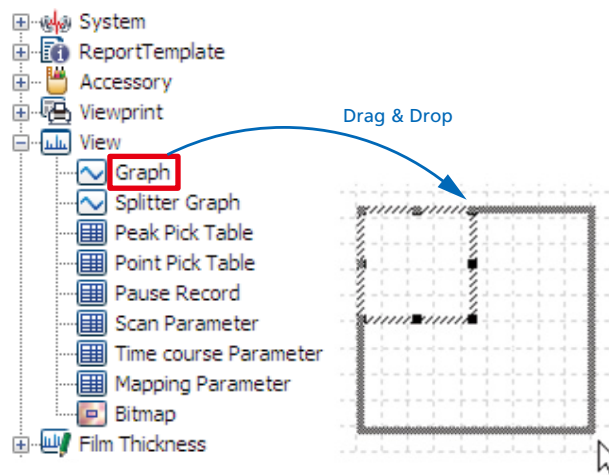 System
ReportTemplate
Accessory
Viewprint
Drag & Drop
View
Graph
Splitter Graph
Peak Pick Table
Point Pick Table
Pause Record
Scan Parameter
Time course Parameter
Mapping Parameter
Bitmap
Film Thickness